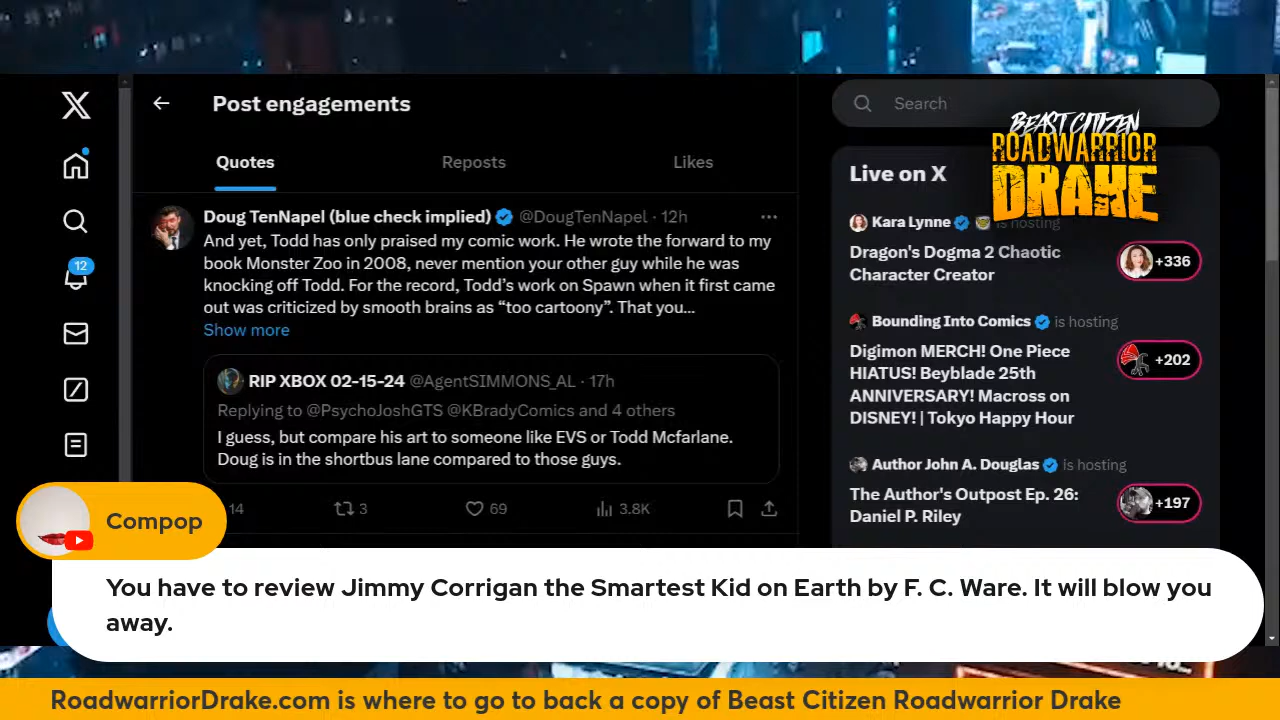 Post engagements
Search
BEAST CITIZEN
ROADWARRIOR
DRAKE
Quotes
Reposts
Likes
Doug TenNapel (blue check implied) @DougTenNapel · 12h
And yet, Todd has only praised my comic work. He wrote the forward to my
book Monster Zoo in 2008, never mention your other guy while he was
knocking off Todd. For the record, Todd's work on Spawn when it first came
out was criticized by smooth brains as “too cartoony”. That you...
Show more
RIP XBOX 02-15-24 @AgentSIMMONS_AL · 17h
Replying to @PsychoJoshGTS @KBradyComics and 4 others
I guess, but compare his art to someone like EVS or Todd Mcfarlane.
Doug is in the shortbus lane compared to those guys.
14
3
69
3.8K
12
Live on X
Kara Lynne is hosting
Dragon's Dogma 2 Chaotic
Character Creator
+336
Bounding Into Comics is hosting
Digimon MERCH! One Piece
HIATUS! Beyblade 25th
ANNIVERSARY! Macross on
DISNEY! | Tokyo Happy Hour
+202
Author John A. Douglas is hosting
The Author's Outpost Ep. 26:
Daniel P. Riley
+197
Compop
You have to review Jimmy Corrigan the Smartest Kid on Earth by F. C. Ware. It will blow you
away.
RoadwarriorDrake.com is where to go to back a copy of Beast Citizen Roadwarrior Drake